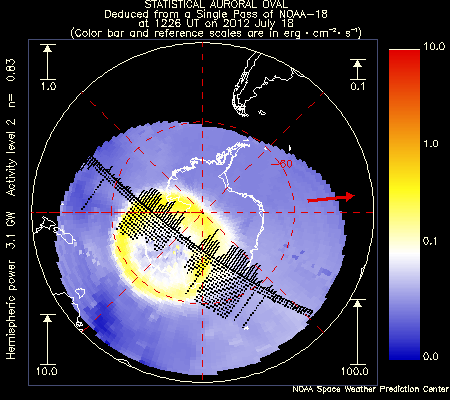 STATISTICAL AURORAL OVAL
Deduced from a Single Pass of NOAA-18
at 1226 UT on 2012 July 18
(Color bar and reference scales are in erg · cm⁻² · s⁻¹)
1.0
0.1
10.0
1.0
0.1
0.0
-60
Hemispheric power 3.1 GW Activity level 2 n= 0.83
10.0
100.0
NOAA Space Weather Prediction Center